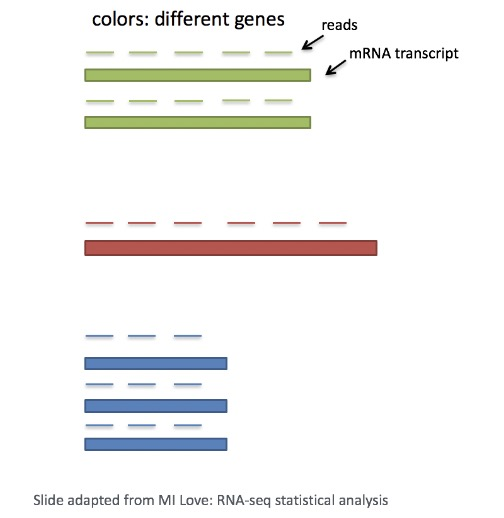 colors: different genes
reads
mRNA transcript
Slide adapted from MI Love: RNA-seq statistical analysis